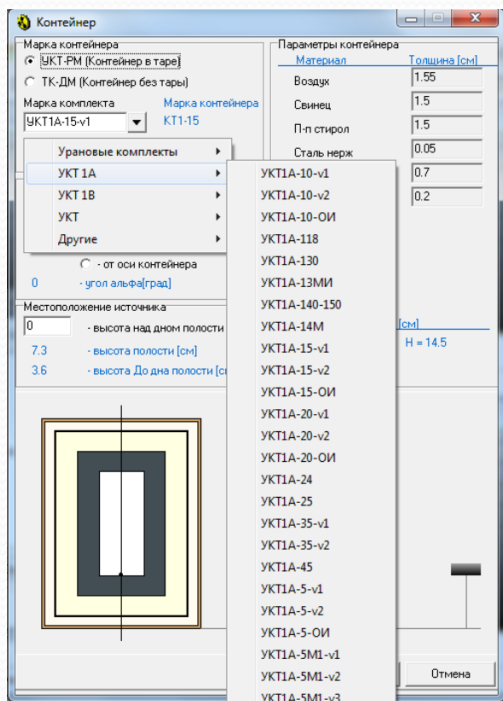 Контейнер
Марка контейнера
УКТ-РМ (Контейнер в таре)
ТК-ДМ (Контейнер без тары)
Марка комплекта
Марка контейнера
УКТ1А-15-v1
КТ1-15
Параметры контейнера
Материал
Толщина [см]
Воздух
1.55
Свинец
1.5
П-п стирол
1.5
Сталь нерж
0.05
0.7
0.2
Урановые комплекты
УКТ 1А
УКТ 1В
УКТ
Другие
УКТ1А-10-v1
УКТ1А-10-v2
УКТ1А-10-ОИ
УКТ1А-118
УКТ1А-130
УКТ1А-13МИ
УКТ1А-140-150
УКТ1А-14М
УКТ1А-15-v1
УКТ1А-15-v2
УКТ1А-15-ОИ
УКТ1А-20-v1
УКТ1А-20-v2
УКТ1А-20-ОИ
УКТ1А-24
УКТ1А-25
УКТ1А-35-v1
УКТ1А-35-v2
УКТ1А-45
УКТ1А-5-v1
УКТ1А-5-v2
УКТ1А-5-ОИ
УКТ1А-5М1-v1
УКТ1А-5М1-v2
УКТ1А-5М1-v3
- от оси контейнера
0 - угол альфа[град]
Местоположение источника
0 - высота над дном полости
7.3 - высота полости [см]
3.6 - высота До дна полости
[см]
H = 14.5
Отмена